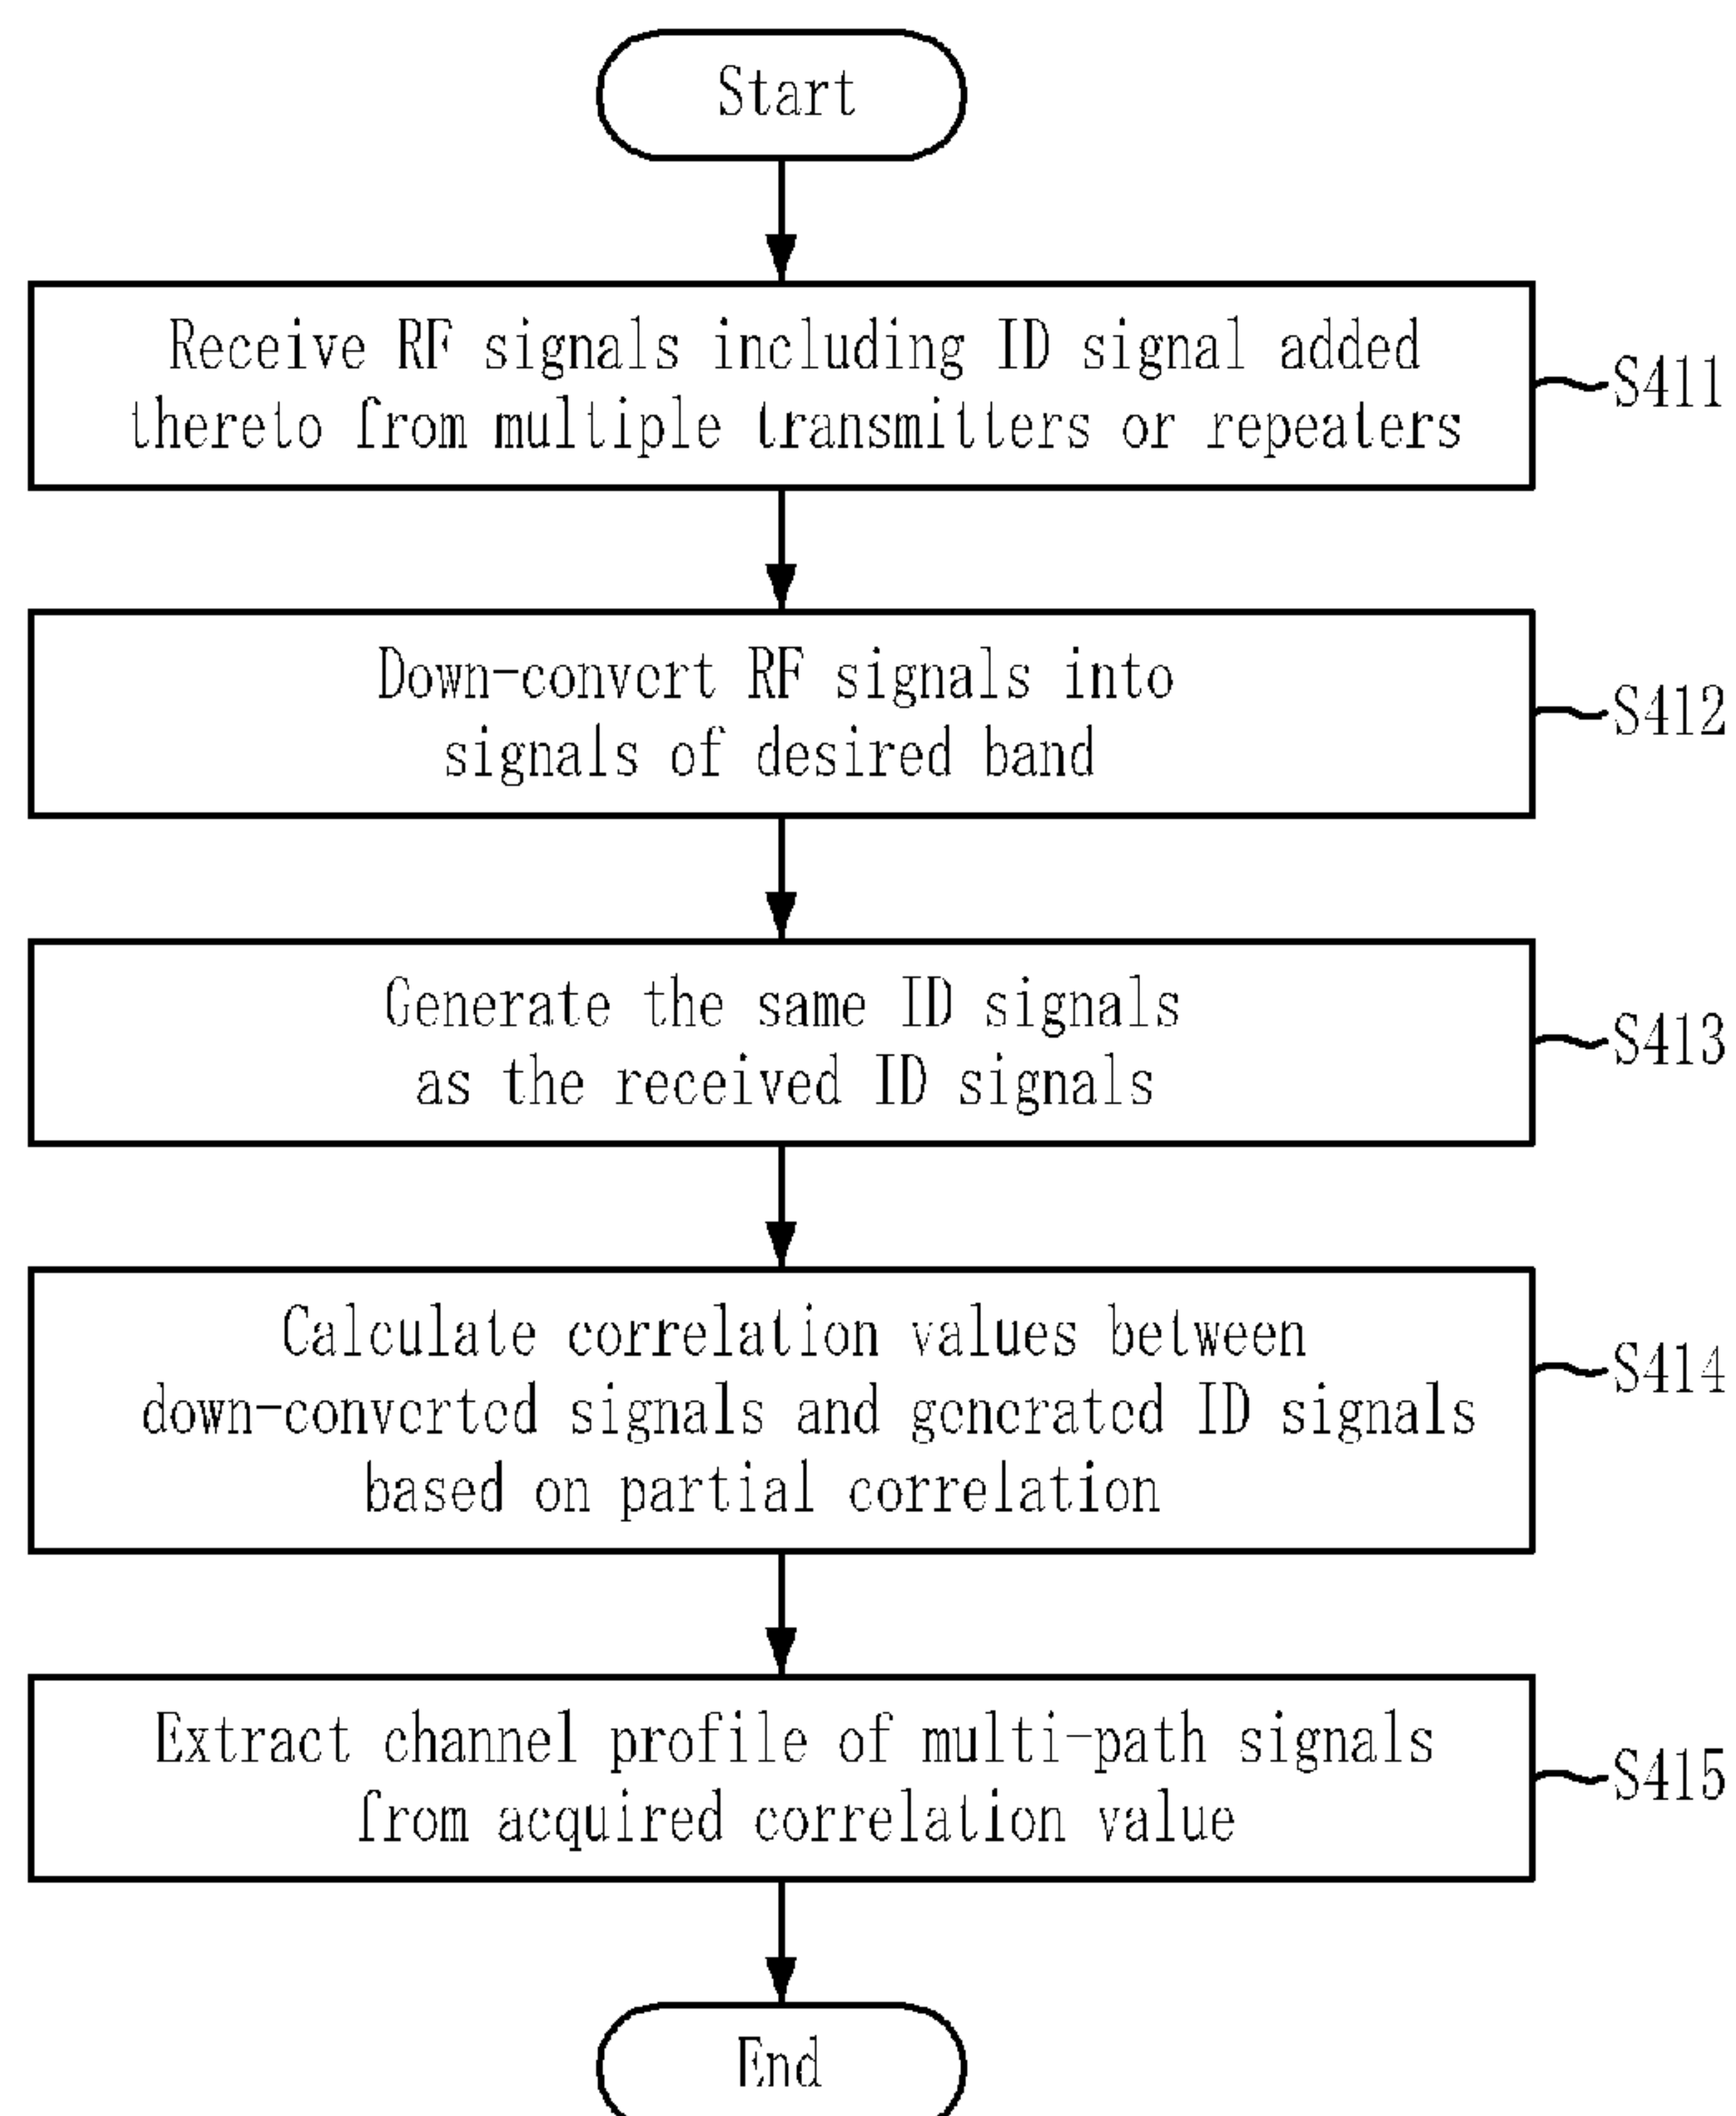 Start
Receive RF signals including ID signal added
thereto from multiple transmitters or repeaters
S411
Down-convert RF signals into
signals of desired band
S412
Generate the same ID signals
as the received ID signals
S413
Calculate correlation values between
down-converted signals and generated ID signals
based on partial correlation
S414
Extract channel profile of multi-path signals
from acquired correlation value
S415
End